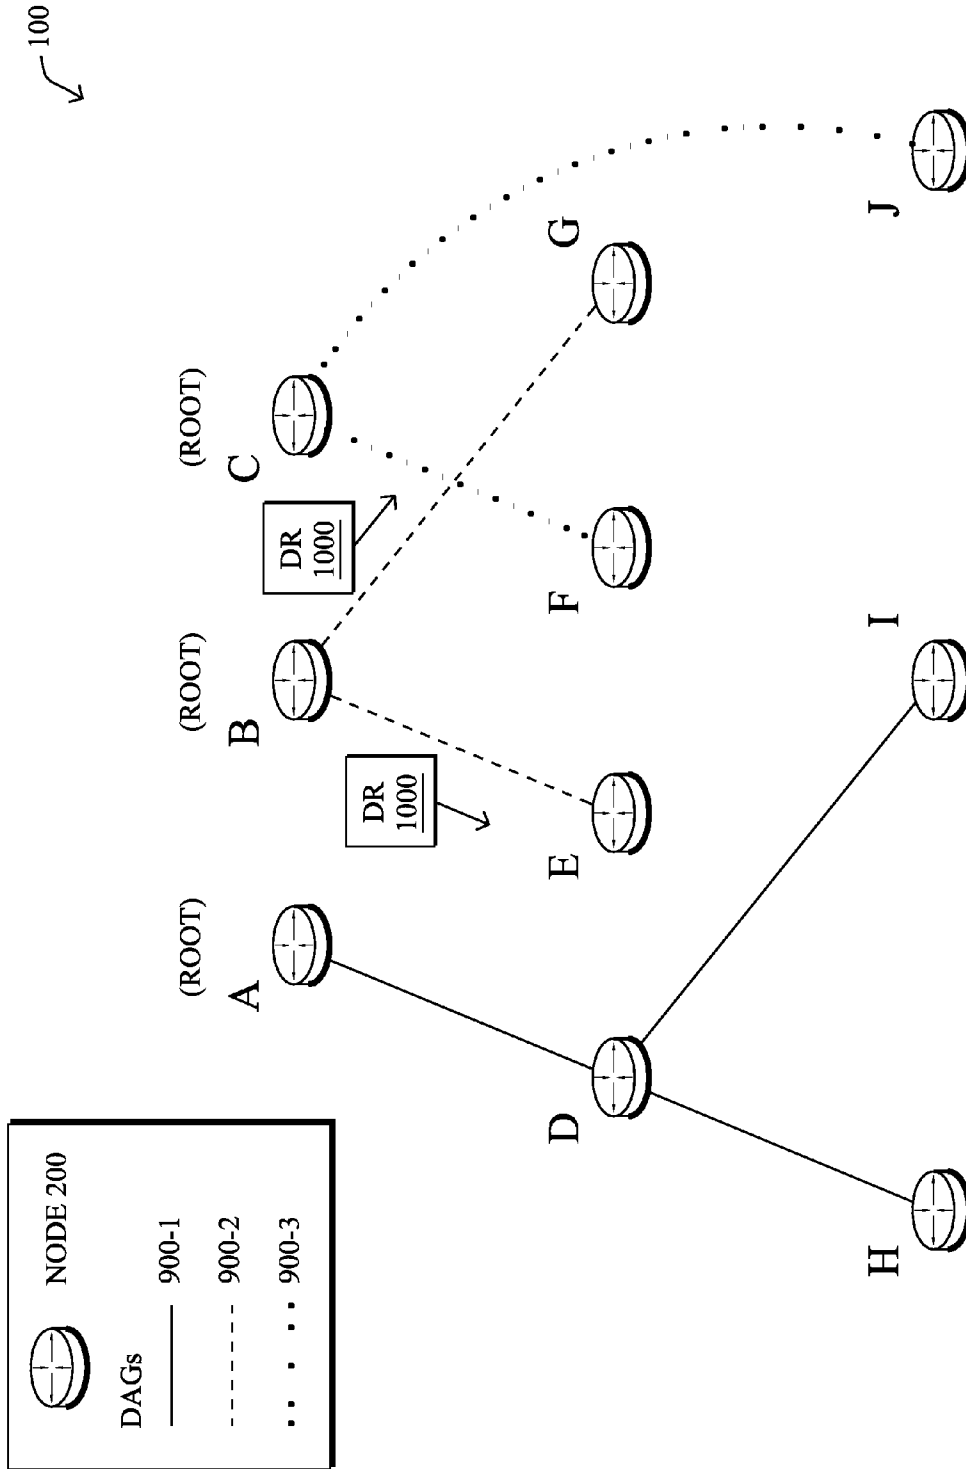 100
NODE 200
DAGs
900-1
900-2
900-3
(ROOT)
(ROOT)
(ROOT)
A
B
C
DR
1000
DR
1000
D
E
F
G
H
I
J